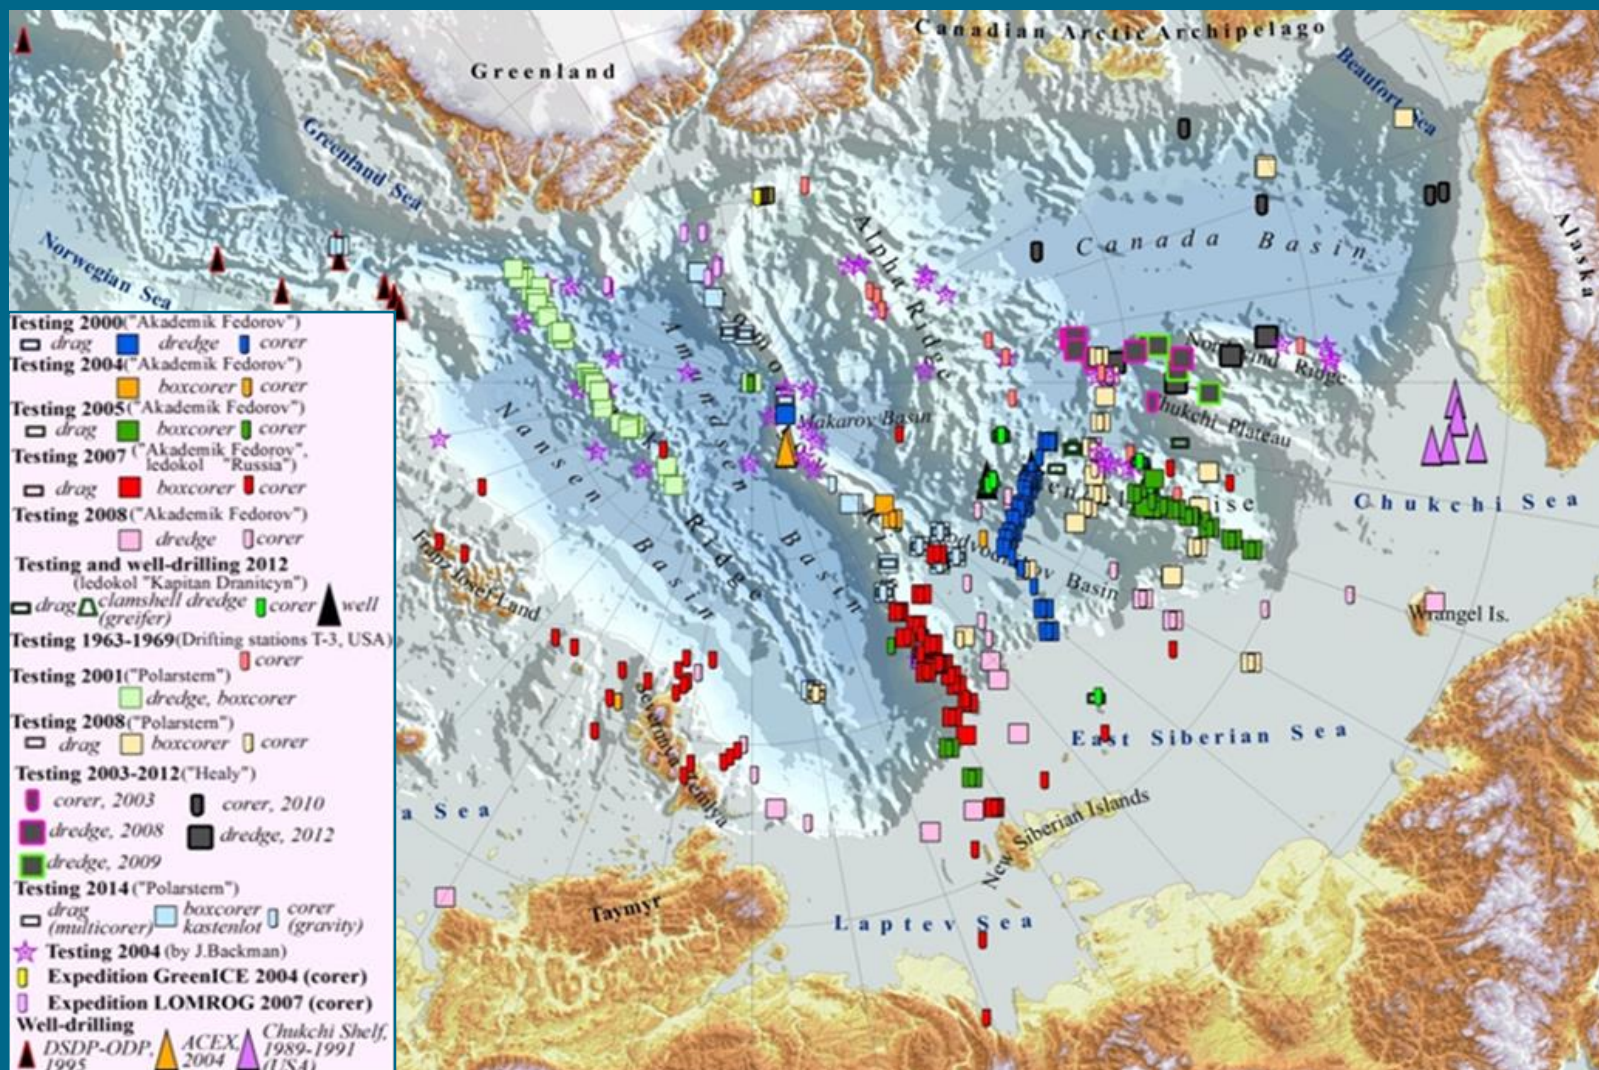 Canadian Arctic Archipelago
Greenland
Beaufort Sea
Greenland Sea
Alaska
Norwegian Sea
Alpha Ridge
Canada Basin
Amundsen
Basin
Northwind Ridge
Chukchi Plateau
Makarov Basin
Nansen
Basin
Ridge
Chukchi Sea
Podvodnikov Basin
Franz Josef Land
Wrangel Is.
Severnaya Zemlya
East Siberian Sea
a Sea
New Siberian Islands
Taymyr
Laptev Sea
Testing 2000("Akademik Fedorov")
drag dredge corer
Testing 2004("Akademik Fedorov")
boxcorer corer
Testing 2005("Akademik Fedorov")
drag boxcorer corer
Testing 2007 ("Akademik Fedorov",
ledokol "Russia")
drag boxcorer corer
Testing 2008("Akademik Fedorov")
dredge corer
Testing and well-drilling 2012
(ledokol "Kapitan Dranitcyn")
drag clamshell dredge corer well
(greifer)
Testing 1963-1969(Drifting stations T-3, USA)
corer
Testing 2001("Polarstern")
dredge, boxcorer
Testing 2008("Polarstern")
drag boxcorer corer
Testing 2003-2012("Healy")
corer, 2003 corer, 2010
dredge, 2008 dredge, 2012
dredge, 2009
Testing 2014("Polarstern")
drag boxcorer corer
(multicorer) kastenlot (gravity)
Testing 2004 (by J.Backman)
Expedition GreenICE 2004 (corer)
Expedition LOMROG 2007 (corer)
Well-drilling
DSDP-ODP, 1995
ACEX, 2004
Chukchi Shelf, 1989-1991 (USA)